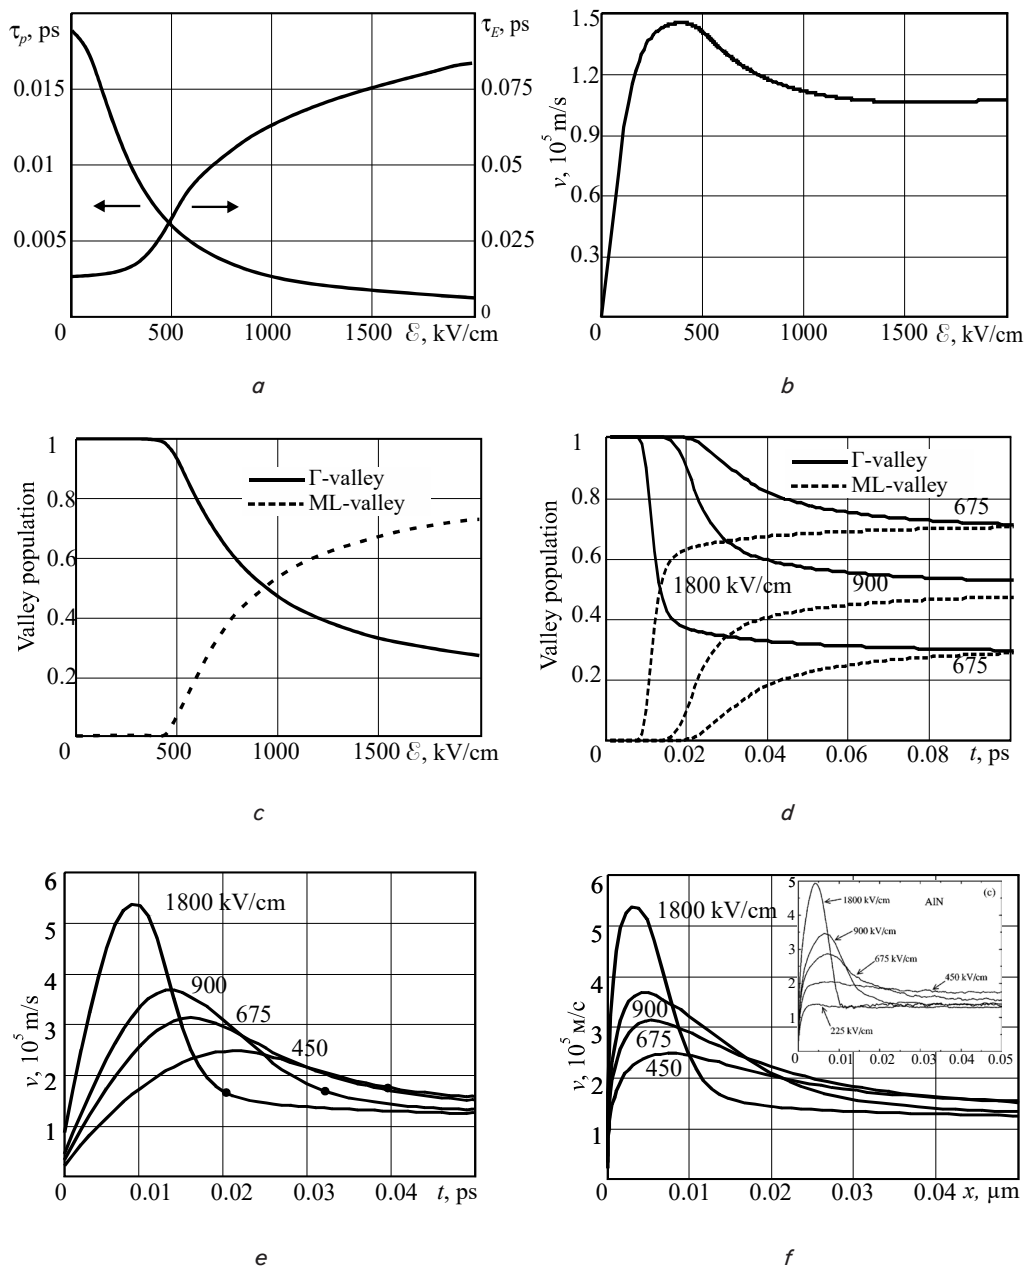 τp, ps
τE, ps
0.015
0.075
0.01
0.05
0.005
0.025
0
0 500 1000 1500 ℰ, kV/cm
a
1.5
1.2
0.9
0.6
0.3
v, 10⁵ m/s
0 500 1000 1500 ℰ, kV/cm
b
1
0.8
0.6
0.4
0.2
Valley population
Γ-valley
ML-valley
0 500 1000 1500 ℰ, kV/cm
c
1
0.8
0.6
0.4
0.2
Valley population
Γ-valley
ML-valley
675
1800 kV/cm
900
675
0 0.02 0.04 0.06 0.08 t, ps
d
6
5
4
3
2
1
v, 10⁵ m/s
1800 kV/cm
900
675
450
0 0.01 0.02 0.03 0.04 t, ps
e
6
5
4
3
2
1
v, 10⁵ м/с
1800 kV/cm
900
675
450
5
4
3
2
1
(c)
AlN
1800 kV/cm
900 kV/cm
675 kV/cm
450 kV/cm
225 kV/cm
0 0.01 0.02 0.03 0.04 0.05
0 0.01 0.02 0.03 0.04 x, µm
f